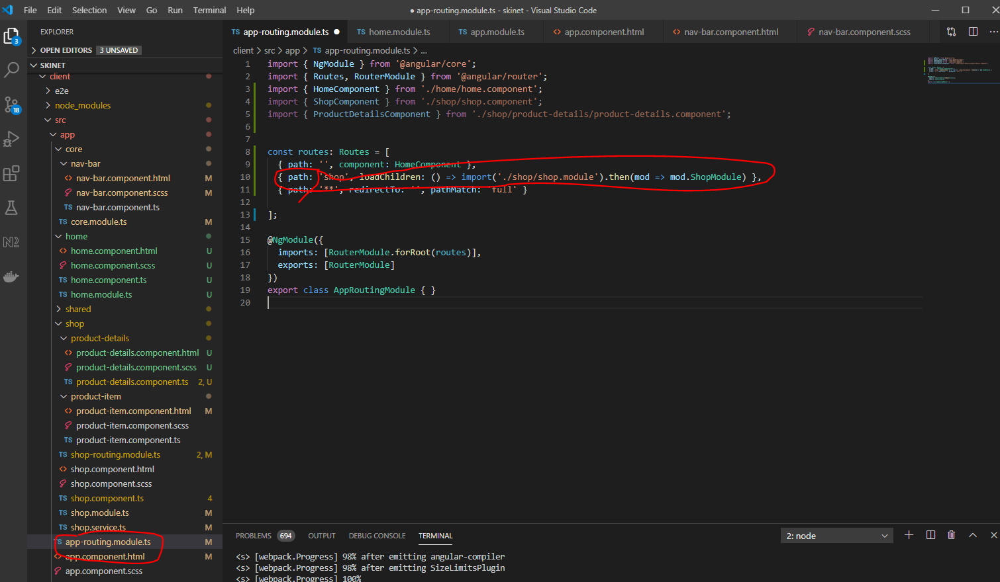 File Edit Selection View Go Run Terminal Help ● app-routing.module.ts - skinet - Visual Studio Code
EXPLORER
OPEN EDITORS 3 UNSAVED
SKINET
client
e2e
node_modules
src
app
core
nav-bar
nav-bar.component.html M
nav-bar.component.scss M
TS nav-bar.component.ts
TS core.module.ts M
home
home.component.html U
home.component.scss U
TS home.component.ts U
TS home.module.ts U
shared
shop
product-details
product-details.component.html U
product-details.component.scss U
TS product-details.component.ts 2, U
product-item
product-item.component.html M
product-item.component.scss
TS product-item.component.ts
TS shop-routing.module.ts 2, M
shop.component.html
shop.component.scss
TS shop.component.ts 4
TS shop.module.ts M
TS shop.service.ts M
TS app-routing.module.ts M
app.component.html M
app.component.scss
3
18
TS app-routing.module.ts ● TS home.module.ts TS app.module.ts <> app.component.html <> nav-bar.component.html nav-bar.component.scss
client > src > app > TS app-routing.module.ts > ...
1 import { NgModule } from '@angular/core';
2 import { Routes, RouterModule } from '@angular/router';
3 import { HomeComponent } from './home/home.component';
4 import { ShopComponent } from './shop/shop.component';
5 import { ProductDetailsComponent } from './shop/product-details/product-details.component';
6
7
8 const routes: Routes = [
9 { path: '', component: HomeComponent },
10 { path: 'shop', loadChildren: () => import('./shop/shop.module').then(mod => mod.ShopModule) },
11 { path: '**', redirectTo: '', pathMatch: 'full' }
12
13 ];
14
15 @NgModule({
16 imports: [RouterModule.forRoot(routes)],
17 exports: [RouterModule]
18 })
19 export class AppRoutingModule { }
20
PROBLEMS 694 OUTPUT DEBUG CONSOLE TERMINAL 2: node
<s> [webpack.Progress] 98% after emitting angular-compiler
<s> [webpack.Progress] 98% after emitting SizeLimitsPlugin
<s> [webpack.Progress] 100%